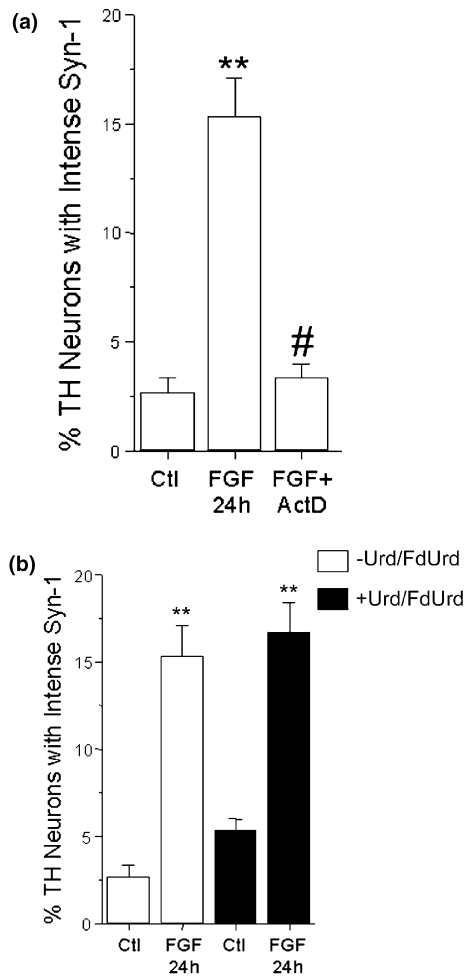 (a)
% TH Neurons with Intense Syn-1
20
15
10
5
0
**
#
Ctl
FGF
24h
FGF+
ActD
(b)
-Urd/FdUrd
+Urd/FdUrd
% TH Neurons with Intense Syn-1
20
15
10
5
0
**
**
Ctl
FGF
24h
Ctl
FGF
24h